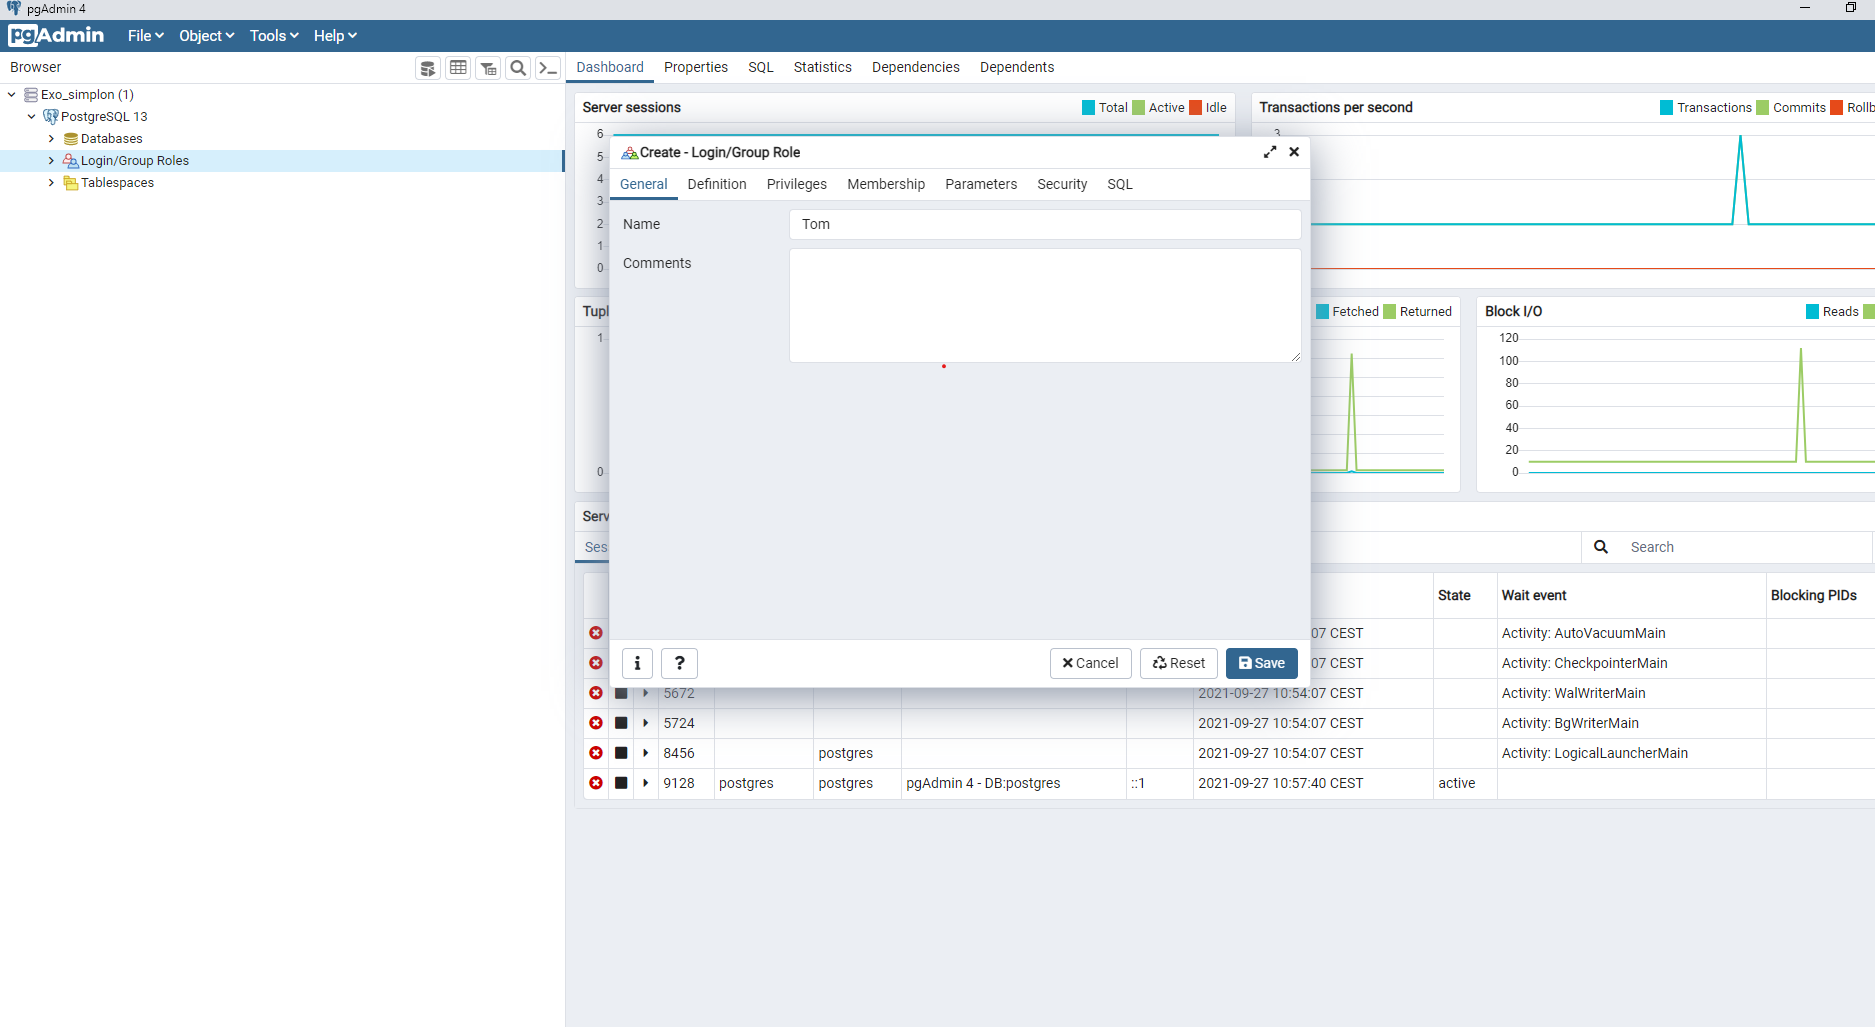 pgAdmin 4
pgAdmin File Object Tools Help
Browser
Dashboard Properties SQL Statistics Dependencies Dependents
Exo_simplon (1)
PostgreSQL 13
Databases
Login/Group Roles
Tablespaces
Server sessions Total Active Idle
6
5
4
3
2
1
0
Transactions per second Transactions Commits Rollb
3
Create - Login/Group Role
General Definition Privileges Membership Parameters Security SQL
Name Tom
Comments
i ? Cancel Reset Save
Tupl
1
0
Fetched Returned
Block I/O Reads
120
100
80
60
40
20
0
Serv
Ses
Search
State Wait event Blocking PIDs
07 CEST Activity: AutoVacuumMain
07 CEST Activity: CheckpointerMain
5672 2021-09-27 10:54:07 CEST Activity: WalWriterMain
5724 2021-09-27 10:54:07 CEST Activity: BgWriterMain
8456 postgres 2021-09-27 10:54:07 CEST Activity: LogicalLauncherMain
9128 postgres postgres pgAdmin 4 - DB:postgres ::1 2021-09-27 10:57:40 CEST active